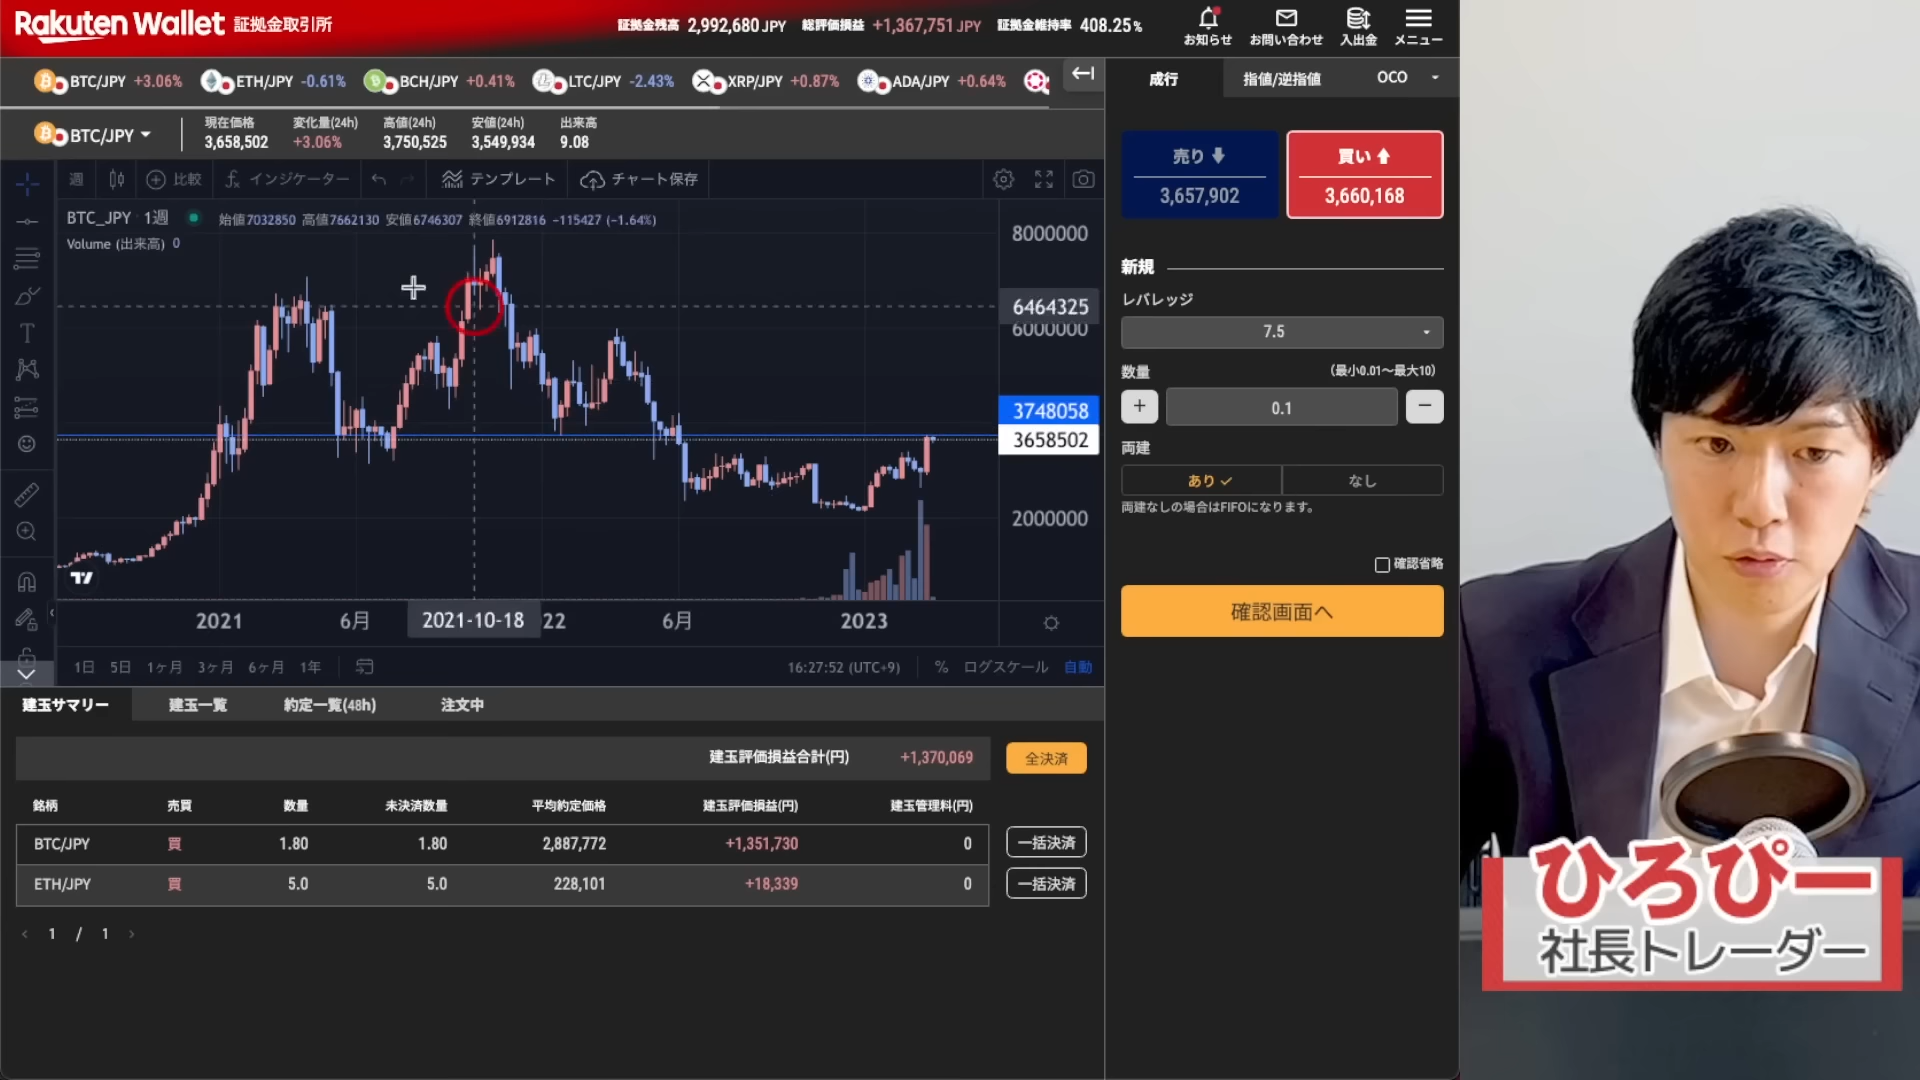 Rakuten Wallet 証拠金取引所
証拠金残高 2,992,680 JPY 総評価損益 +1,367,751 JPY 証拠金維持率 408.25%
お知らせ お問い合わせ 入出金 メニュー
BTC/JPY +3.06% ETH/JPY -0.61% BCH/JPY +0.41% LTC/JPY -2.43% XRP/JPY +0.87% ADA/JPY +0.64%
BTC/JPY
現在価格 変化量(24h) 高値(24h) 安値(24h) 出来高
3,658,502 +3.06% 3,750,525 3,549,934 9.08
週 比較 インジケーター テンプレート チャート保存
BTC_JPY 1週 始値7032850 高値7662130 安値6746307 終値6912816 −115427 (−1.64%)
Volume (出来高) 0
8000000
6464325
6000000
3748058
3658502
2000000
2021 6月 2021-10-18 22 6月 2023
1日 5日 1ヶ月 3ヶ月 6ヶ月 1年
16:27:52 (UTC+9) % ログスケール 自動
建玉サマリー 建玉一覧 約定一覧(48h) 注文中
建玉評価損益合計(円) +1,370,069 全決済
銘柄 売買 数量 未決済数量 平均約定価格 建玉評価損益(円) 建玉管理料(円)
BTC/JPY 買 1.80 1.80 2,887,772 +1,351,730 0 一括決済
ETH/JPY 買 5.0 5.0 228,101 +18,339 0 一括決済
< 1 / 1 >
成行 指値/逆指値 OCO
売り 買い
3,657,902 3,660,168
新規
レバレッジ
7.5
数量 (最小0.01〜最大10)
+ 0.1 −
両建
あり なし
両建なしの場合はFIFOになります。
確認省略
確認画面へ
ひろぴー
社長トレーダー